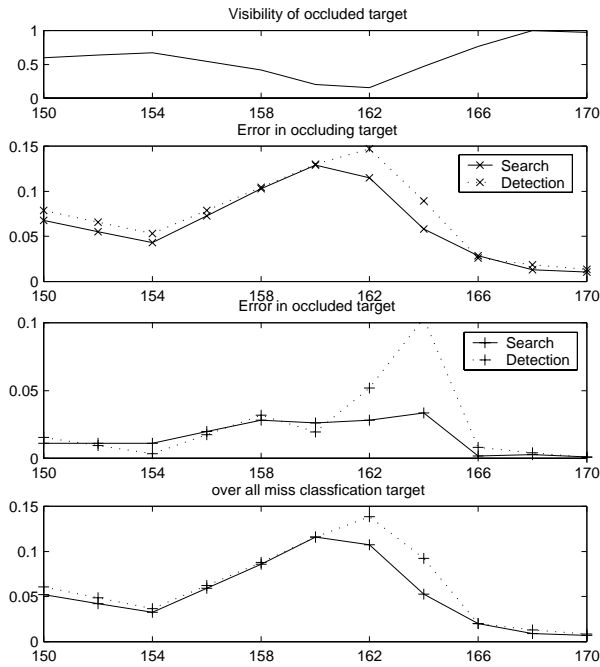 Visibility of occluded target
1
0.5
0
150 154 158 162 166 170
Error in occluding target
0.15
0.1
0.05
0
Search
Detection
150 154 158 162 166 170
Error in occluded target
0.1
0.05
0
Search
Detection
150 154 158 162 166 170
over all miss classfication target
0.15
0.1
0.05
0
150 154 158 162 166 170